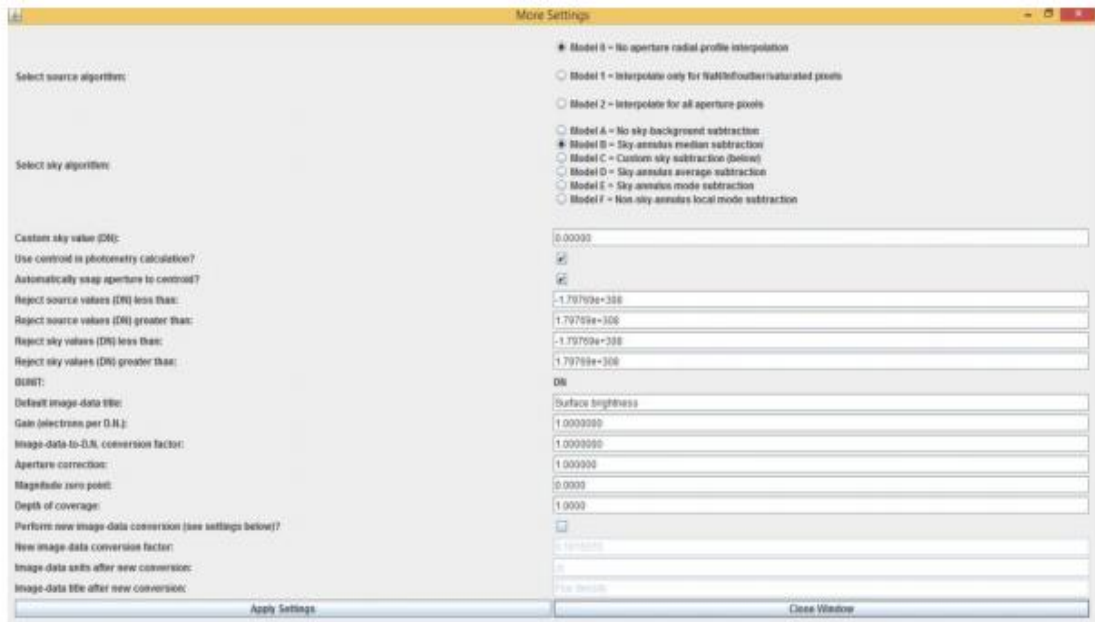 More Settings
Select source algorithm:
Model 0 = No aperture radial-profile interpolation
Model 1 = Interpolate only for NaN/Inf/outlier/saturated pixels
Model 2 = Interpolate for all aperture pixels
Select sky algorithm:
Model A = No sky-background subtraction
Model B = Sky-annulus median subtraction
Model C = Custom sky subtraction (below)
Model D = Sky-annulus average subtraction
Model E = Sky-annulus mode subtraction
Model F = Non-sky-annulus local mode subtraction
Custom sky value (DN): 0.00000
Use centroid in photometry calculation?
Automatically snap aperture to centroid?
Reject source values (DN) less than: -1.79769e+308
Reject source values (DN) greater than: 1.79769e+308
Reject sky values (DN) less than: -1.79769e+308
Reject sky values (DN) greater than: 1.79769e+308
BUNIT: DN
Default image-data title: Surface brightness
Gain (electrons per D.N.): 1.0000000
Image-data-to-D.N. conversion factor: 1.0000000
Aperture correction: 1.000000
Magnitude zero point: 0.0000
Depth of coverage: 1.0000
Perform new image-data conversion (see settings below)?
New image-data conversion factor:
Image-data units after new conversion:
Image-data title after new conversion: Flux density
Apply Settings
Close Window